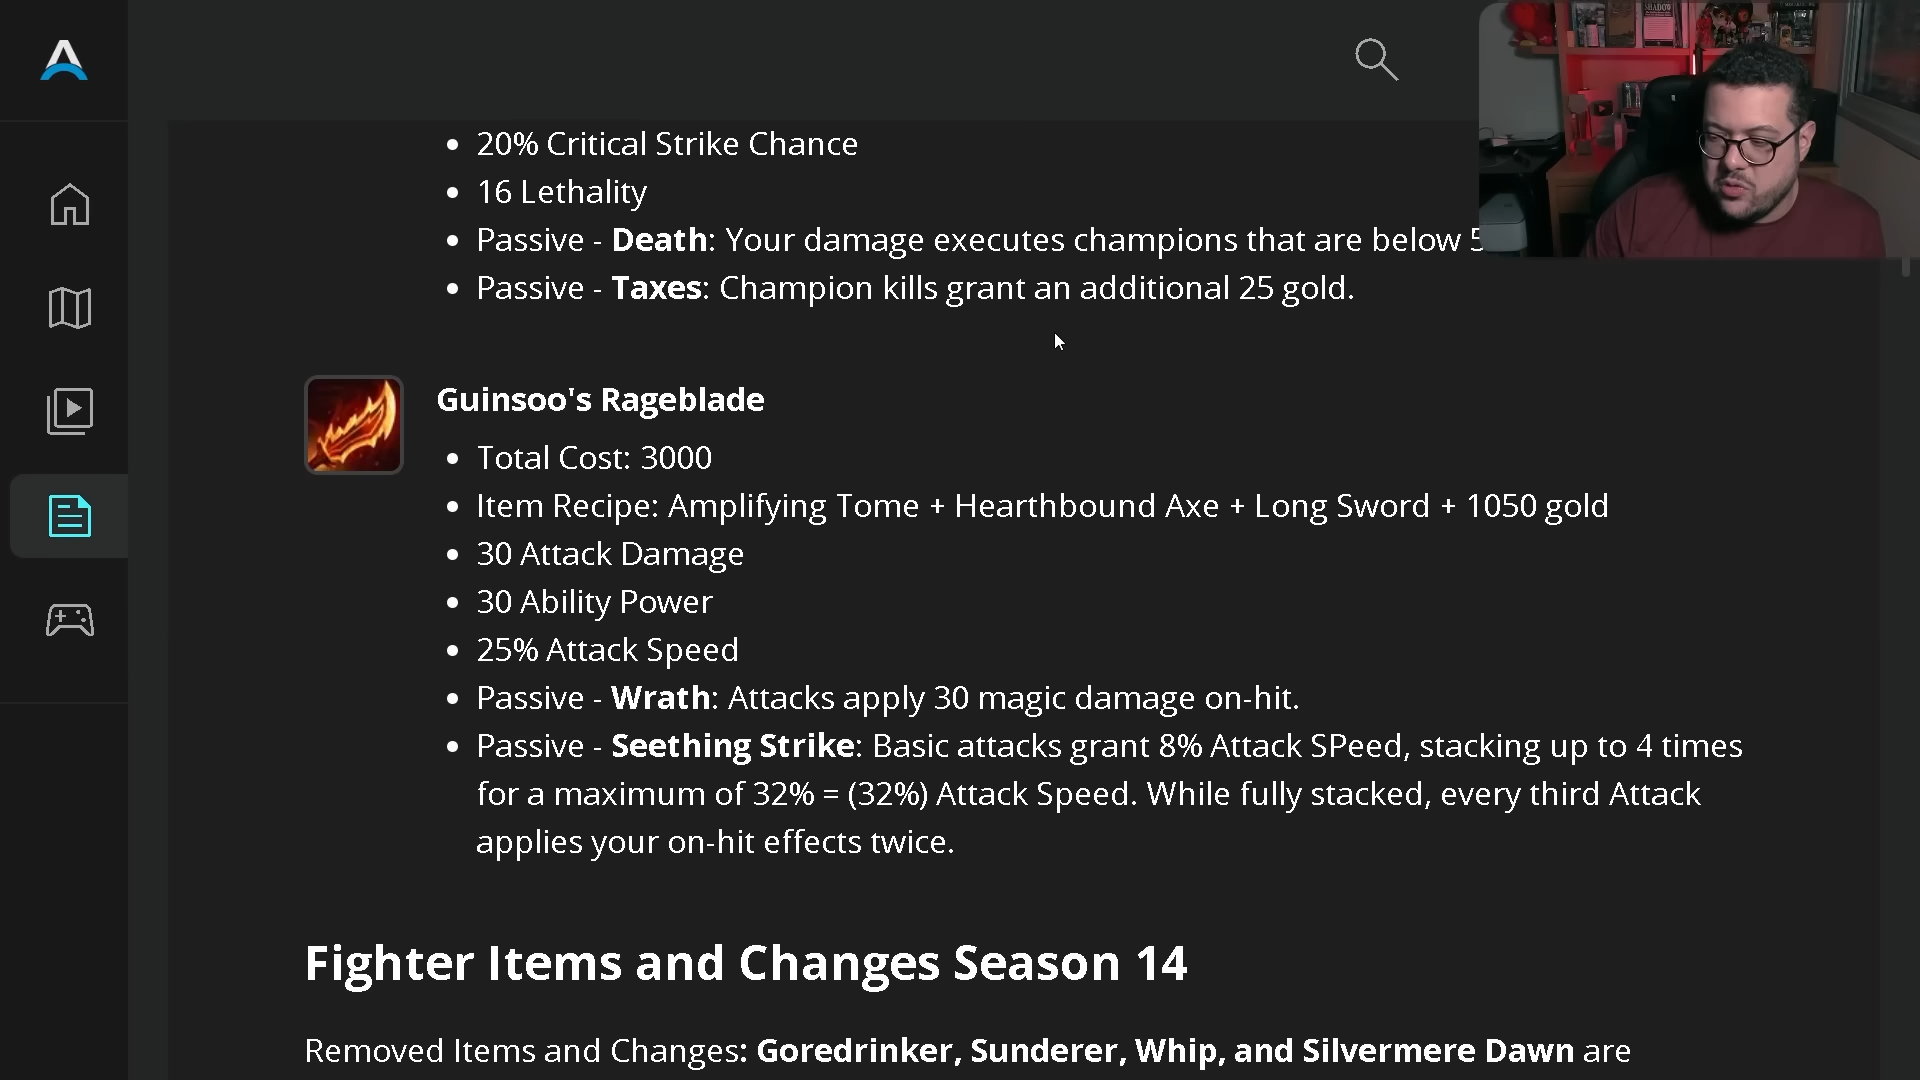 • 20% Critical Strike Chance
• 16 Lethality
• Passive - Death: Your damage executes champions that are below 5
• Passive - Taxes: Champion kills grant an additional 25 gold.
Guinsoo's Rageblade
• Total Cost: 3000
• Item Recipe: Amplifying Tome + Hearthbound Axe + Long Sword + 1050 gold
• 30 Attack Damage
• 30 Ability Power
• 25% Attack Speed
• Passive - Wrath: Attacks apply 30 magic damage on-hit.
• Passive - Seething Strike: Basic attacks grant 8% Attack SPeed, stacking up to 4 times
for a maximum of 32% = (32%) Attack Speed. While fully stacked, every third Attack
applies your on-hit effects twice.
Fighter Items and Changes Season 14
Removed Items and Changes: Goredrinker, Sunderer, Whip, and Silvermere Dawn are